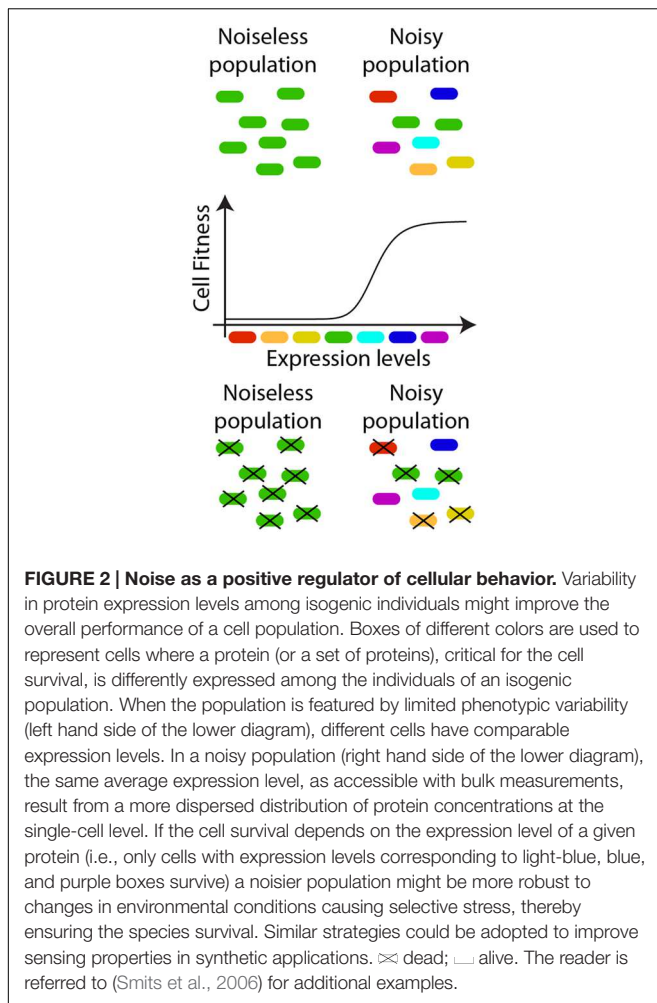 Noiseless population
Noisy population
Cell Fitness
Expression levels
Noiseless population
Noisy population
FIGURE 2 | Noise as a positive regulator of cellular behavior. Variability
in protein expression levels among isogenic individuals might improve the
overall performance of a cell population. Boxes of different colors are used to
represent cells where a protein (or a set of proteins), critical for the cell
survival, is differently expressed among the individuals of an isogenic
population. When the population is featured by limited phenotypic variability
(left hand side of the lower diagram), different cells have comparable
expression levels. In a noisy population (right hand side of the lower diagram),
the same average expression level, as accessible with bulk measurements,
result from a more dispersed distribution of protein concentrations at the
single-cell level. If the cell survival depends on the expression level of a given
protein (i.e., only cells with expression levels corresponding to light-blue, blue,
and purple boxes survive) a noisier population might be more robust to
changes in environmental conditions causing selective stress, thereby
ensuring the species survival. Similar strategies could be adopted to improve
sensing properties in synthetic applications. dead; alive. The reader is
referred to (Smits et al., 2006) for additional examples.